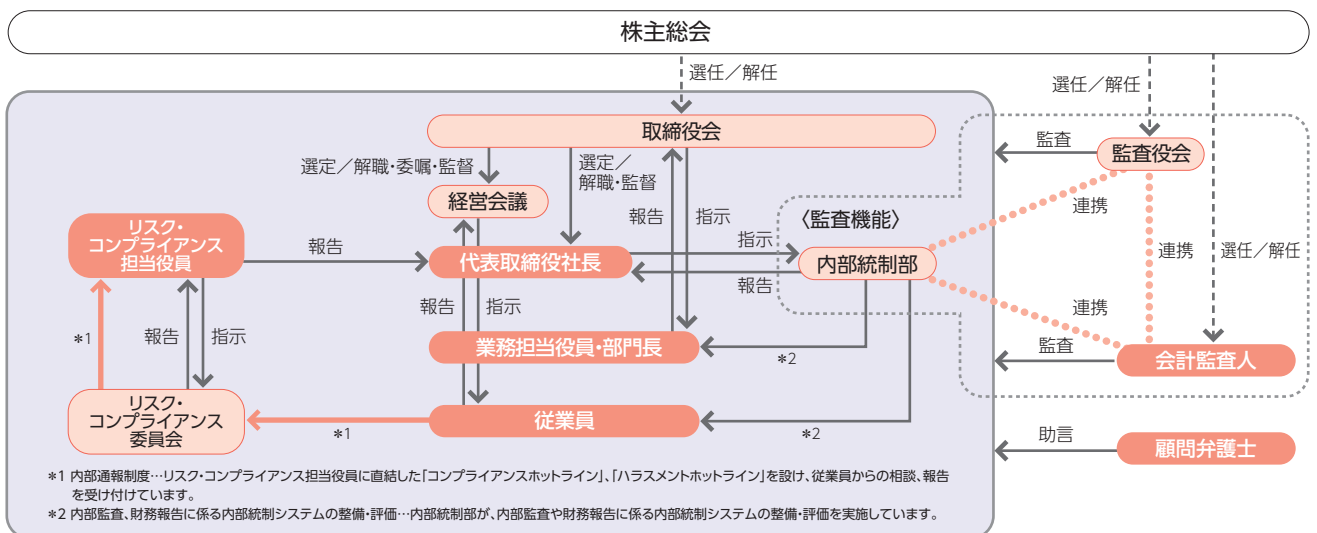 株主総会
選任／解任
選任／解任
取締役会
監査
監査役会
選定／解職・委嘱・監督
選定／
解職・監督
経営会議
報告
指示
〈監査機能〉
連携
リスク・
コンプライアンス
担当役員
報告
代表取締役社長
指示
内部統制部
連携
選任／解任
報告
報告
指示
連携
*1
報告
指示
業務担当役員・部門長
*2
監査
会計監査人
リスク・
コンプライアンス
委員会
*1
従業員
*2
助言
顧問弁護士
*1 内部通報制度…リスク・コンプライアンス担当役員に直結した「コンプライアンスホットライン」、「ハラスメントホットライン」を設け、従業員からの相談、報告
を受け付けています。
*2 内部監査、財務報告に係る内部統制システムの整備・評価…内部統制部が、内部監査や財務報告に係る内部統制システムの整備・評価を実施しています。